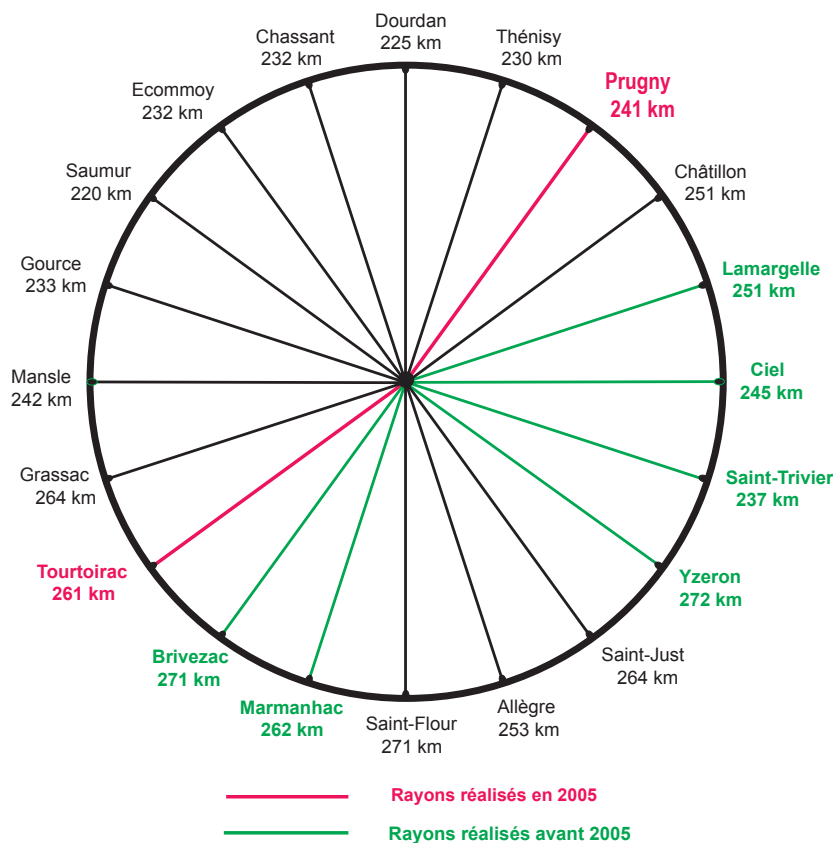 Dourdan
225 km
Thénisy
230 km
Prugny
241 km
Châtillon
251 km
Lamargelle
251 km
Ciel
245 km
Saint-Trivier
237 km
Yzeron
272 km
Saint-Just
264 km
Allègre
253 km
Saint-Flour
271 km
Marmanhac
262 km
Brivezac
271 km
Tourtoirac
261 km
Grassac
264 km
Mansle
242 km
Gource
233 km
Saumur
220 km
Ecommoy
232 km
Chassant
232 km
Rayons réalisés en 2005
Rayons réalisés avant 2005